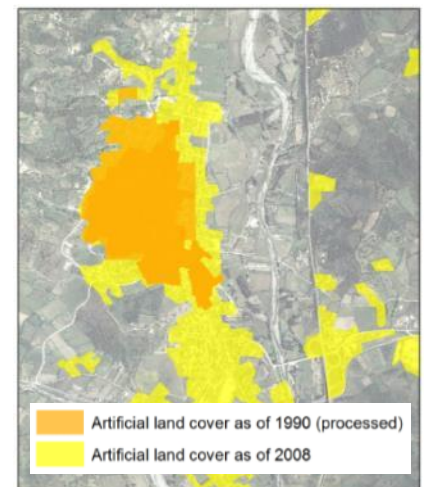 Artificial land cover as of 1990 (processed)
Artificial land cover as of 2008